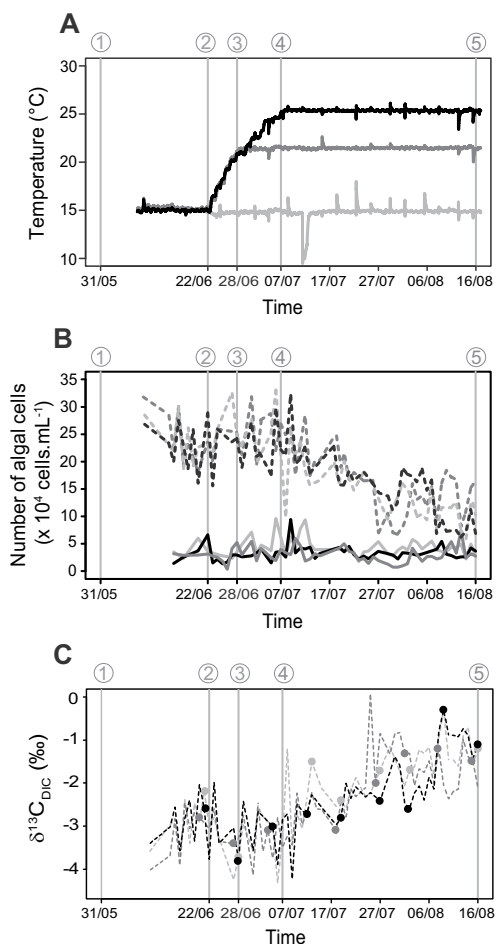 A
① ② ③ ④ ⑤
30
25
20
15
10
Temperature (°C)
31/05 22/06 28/06 07/07 17/07 27/07 06/08 16/08
Time
B
① ② ③ ④ ⑤
35
30
25
20
15
10
5
0
Number of algal cells
(x 10⁴ cells.mL⁻¹)
31/05 22/06 28/06 07/07 17/07 27/07 06/08 16/08
Time
C
① ② ③ ④ ⑤
0
-1
-2
-3
-4
δ¹³C_DIC (‰)
31/05 22/06 28/06 07/07 17/07 27/07 06/08 16/08
Time